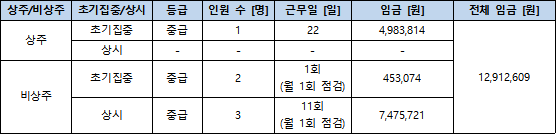 상주/비상주 초기집중/상시 등급 인원 수 [명] 근무일 [일] 임금 [원] 전체 임금 [원]
상주 초기집중 중급 1 22 4,983,814 12,912,609
상시 - - - -
비상주 초기집중 중급 2 1회 453,074
(월 1회 점검)
상시 중급 3 11회 7,475,721
(월 1회 점검)